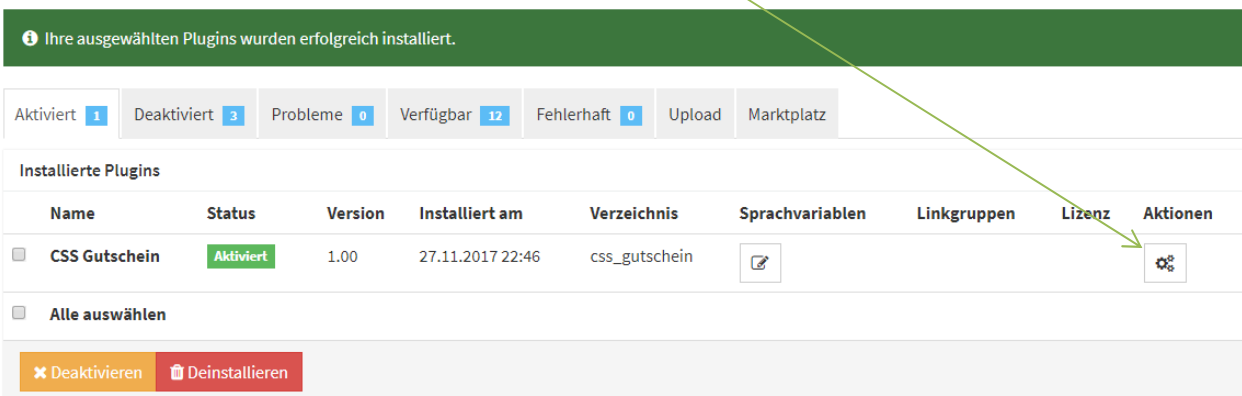 Ihre ausgewählten Plugins wurden erfolgreich installiert.
Aktiviert 1 Deaktiviert 3 Probleme 0 Verfügbar 12 Fehlerhaft 0 Upload Marktplatz
Installierte Plugins
Name Status Version Installiert am Verzeichnis Sprachvariablen Linkgruppen Lizenz Aktionen
CSS Gutschein Aktiviert 1.00 27.11.2017 22:46 css_gutschein
Alle auswählen
Deaktivieren Deinstallieren